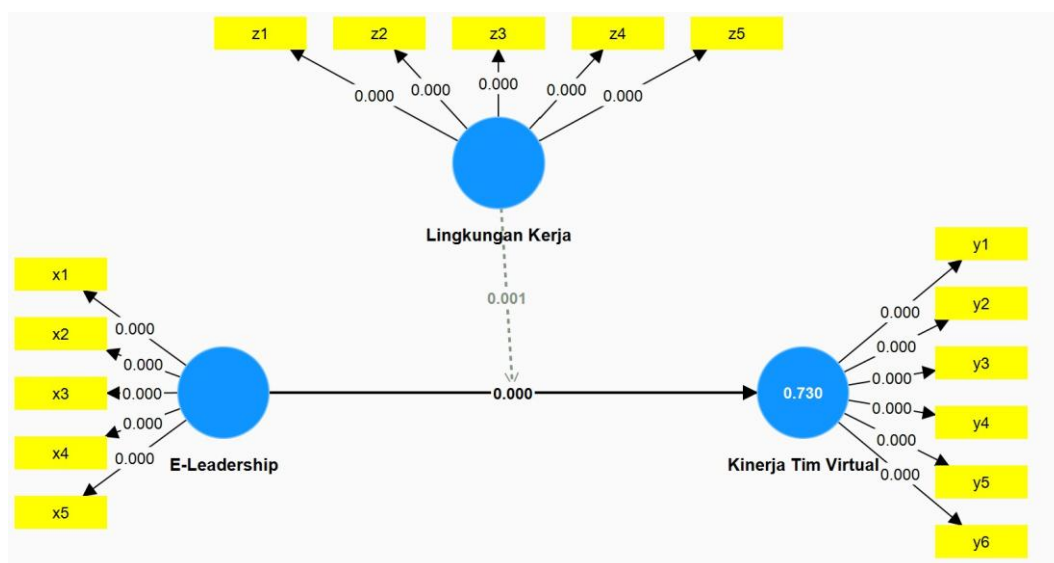 z1 z2 z3 z4 z5
0.000 0.000 0.000 0.000 0.000
Lingkungan Kerja
0.001
x1
x2
x3
x4
x5
0.000
0.000
0.000
0.000
0.000
E-Leadership
0.000
0.730
Kinerja Tim Virtual
0.000
0.000
0.000
0.000
0.000
0.000
y1
y2
y3
y4
y5
y6